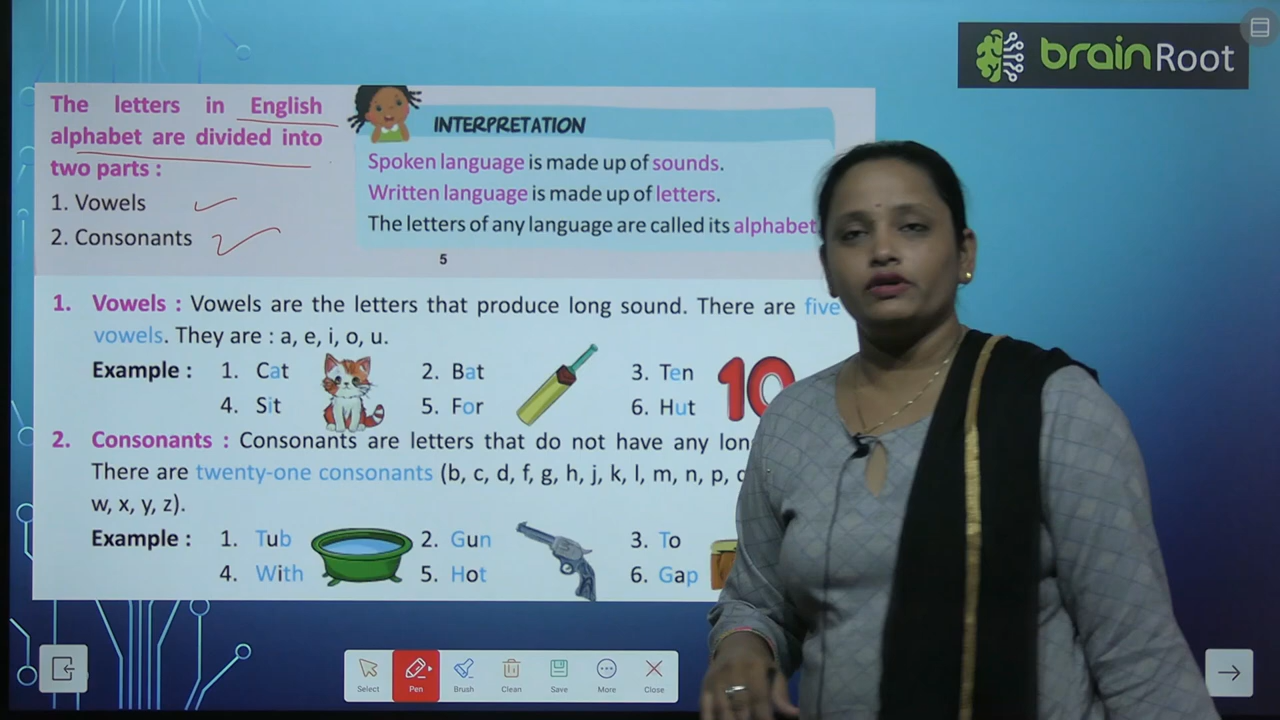 brainRoot
The letters in English
alphabet are divided into
two parts :
1. Vowels
2. Consonants
INTERPRETATION
Spoken language is made up of sounds.
Written language is made up of letters.
The letters of any language are called its alphabet
5
1. Vowels : Vowels are the letters that produce long sound. There are five
vowels. They are : a, e, i, o, u.
Example : 1. Cat 2. Bat 3. Ten 10
4. Sit 5. For 6. Hut
2. Consonants : Consonants are letters that do not have any
There are twenty-one consonants (b, c, d, f, g, h, j, k, l, m, n, p,
w, x, y, z).
Example : 1. Tub 2. Gun 3. To
4. With 5. Hot 6. Gap
Select Pen Brush Clean Save More Close